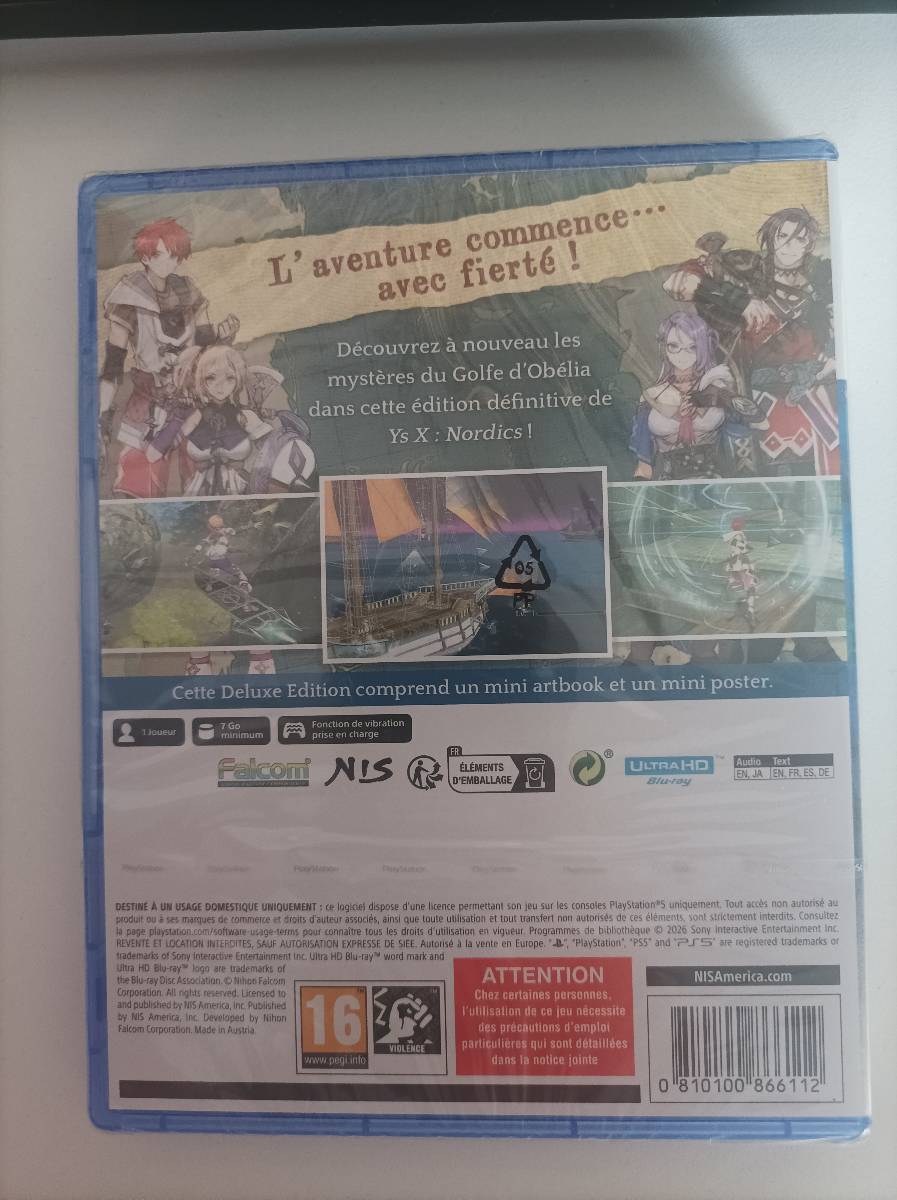 L'aventure commence...
avec fierté !
Découvrez à nouveau les
mystères du Golfe d'Obélia
dans cette édition définitive de
Ys X : Nordics !
05
PP
Cette Deluxe Edition comprend un mini artbook et un mini poster.
1 Joueur
7 Go
minimum
Fonction de vibration
prise en charge
Falcom
NIS
FR
ÉLÉMENTS
D'EMBALLAGE
®
ULTRA HD™
Blu-ray
Audio Text
EN, JA EN, FR, ES, DE
PlayStation PlayStation PlayStation PlayStation PlayStation PlayStation
DESTINÉ À UN USAGE DOMESTIQUE UNIQUEMENT : ce logiciel dispose d'une licence permettant son jeu sur les consoles PlayStation®5 uniquement. Tout accès non autorisé au
produit ou à ses marques de commerce et droits d'auteur associés, ainsi que toute utilisation et tout transfert non autorisés de ces éléments, sont strictement interdits. Consultez
la page playstation.com/software-usage-terms pour connaître tous les droits d'utilisation en vigueur. Programmes de bibliothèque © 2026 Sony Interactive Entertainment Inc.
REVENTE ET LOCATION INTERDITES, SAUF AUTORISATION EXPRESSE DE SIEE. Autorisé à la vente en Europe. " ", "PlayStation", "PS5" and "PS5" are registered trademarks or
trademarks of Sony Interactive Entertainment Inc. Ultra HD Blu-ray™ word mark and
Ultra HD Blu-ray™ logo are trademarks of
the Blu-ray Disc Association. © Nihon Falcom
Corporation. All rights reserved. Licensed to
and published by NIS America, Inc. Published
by NIS America, Inc. Developed by Nihon
Falcom Corporation. Made in Austria.
16
www.pegi.info
VIOLENCE
ATTENTION
Chez certaines personnes,
l'utilisation de ce jeu nécessite
des précautions d'emploi
particulières qui sont détaillées
dans la notice jointe
NISAmerica.com
0 810100 866112